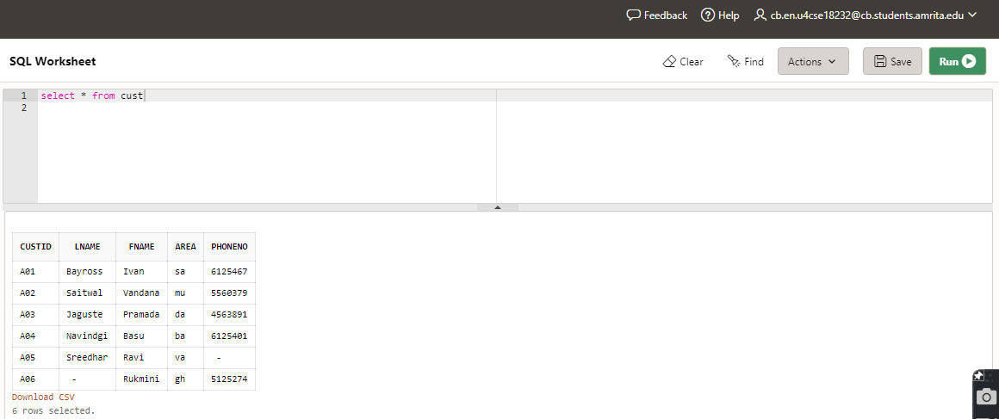 Feedback Help cb.en.u4cse18232@cb.students.amrita.edu
SQL Worksheet Clear Find Actions Save Run
1 select * from cust
2
CUSTID LNAME FNAME AREA PHONENO
A01 Bayross Ivan sa 6125467
A02 Saitwal Vandana mu 5560379
A03 Jaguste Pramada da 4563891
A04 Navindgi Basu ba 6125401
A05 Sreedhar Ravi va -
A06 - Rukmini gh 5125274
Download CSV
6 rows selected.